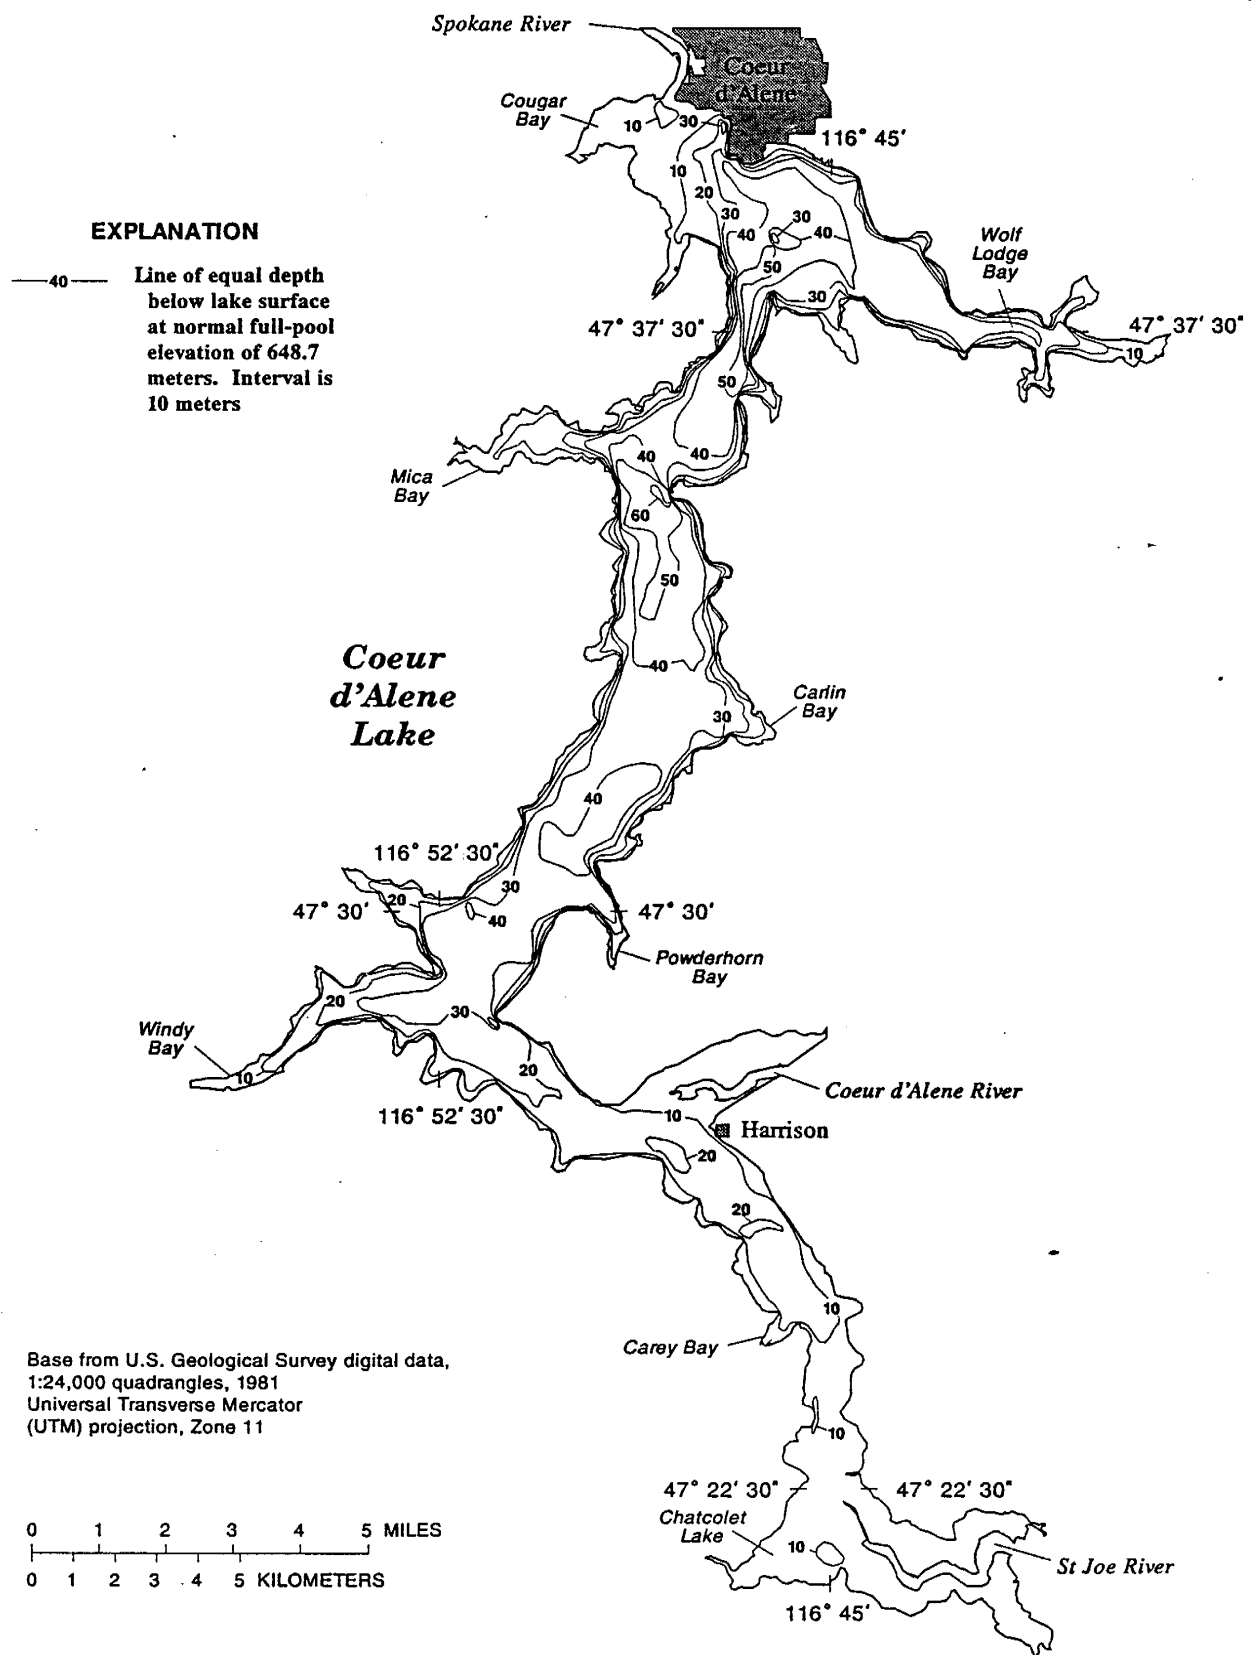 Spokane River
Coeur
d'Alene
Cougar
Bay
10
30
116° 45'
10
20
30
40
30
40
50
EXPLANATION
40
Line of equal depth
below lake surface
at normal full-pool
elevation of 648.7
meters. Interval is
10 meters
Wolf
Lodge
Bay
30
47° 37' 30"
47° 37' 30"
10
50
40
40
Mica
Bay
60
50
40
Coeur
d'Alene
Lake
Carlin
Bay
30
40
116° 52' 30"
30
20
47° 30'
40
47° 30'
Powderhorn
Bay
20
30
Windy
Bay
10
20
116° 52' 30"
Coeur d'Alene River
10
Harrison
20
20
10
Carey Bay
Base from U.S. Geological Survey digital data,
1:24,000 quadrangles, 1981
Universal Transverse Mercator
(UTM) projection, Zone 11
10
47° 22' 30"
47° 22' 30"
Chatcolet
Lake
10
St Joe River
116° 45'
0 1 2 3 4 5 MILES
0 1 2 3 4 5 KILOMETERS